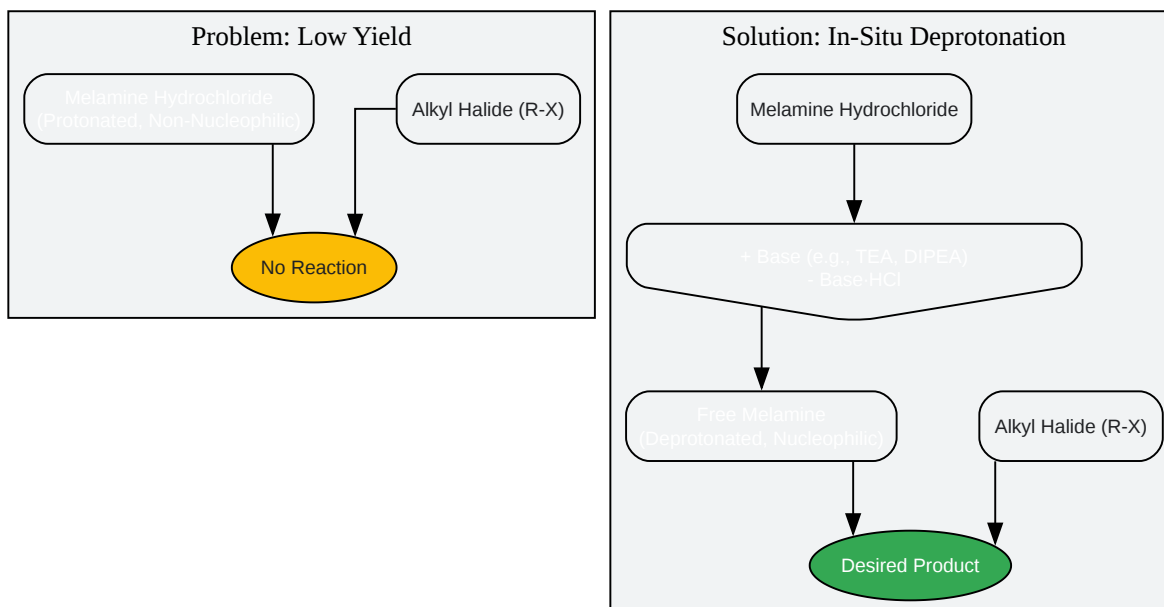 Problem: Low Yield
Melamine Hydrochloride
(Protonated, Non-Nucleophilic)
Alkyl Halide (R-X)
No Reaction
Solution: In-Situ Deprotonation
Melamine Hydrochloride
+ Base (e.g., TEA, DIPEA)
- Base·HCl
Free Melamine
(Deprotonated, Nucleophilic)
Alkyl Halide (R-X)
Desired Product